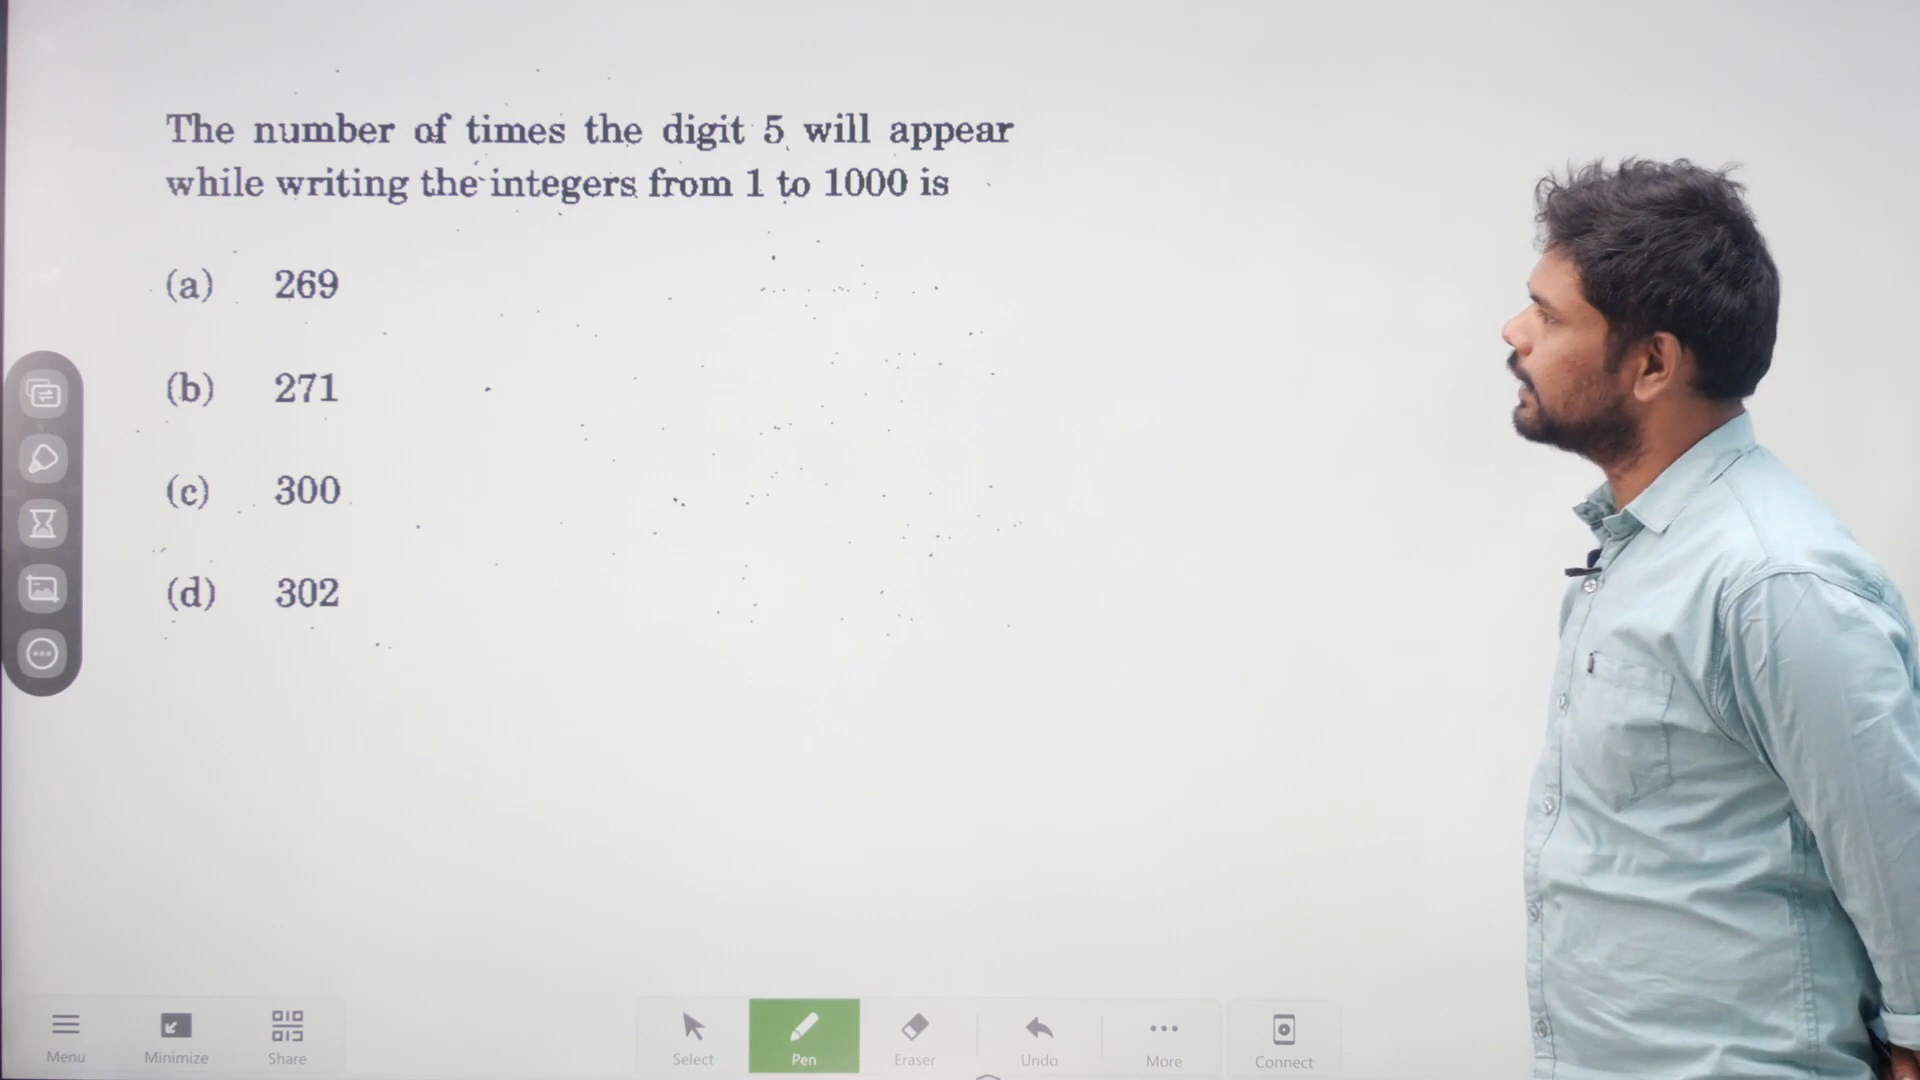 The number of times the digit 5 will appear
while writing the integers from 1 to 1000 is
(a) 269
(b) 271
(c) 300
(d) 302
Menu Minimize Share Select Pen Eraser Undo More Connect